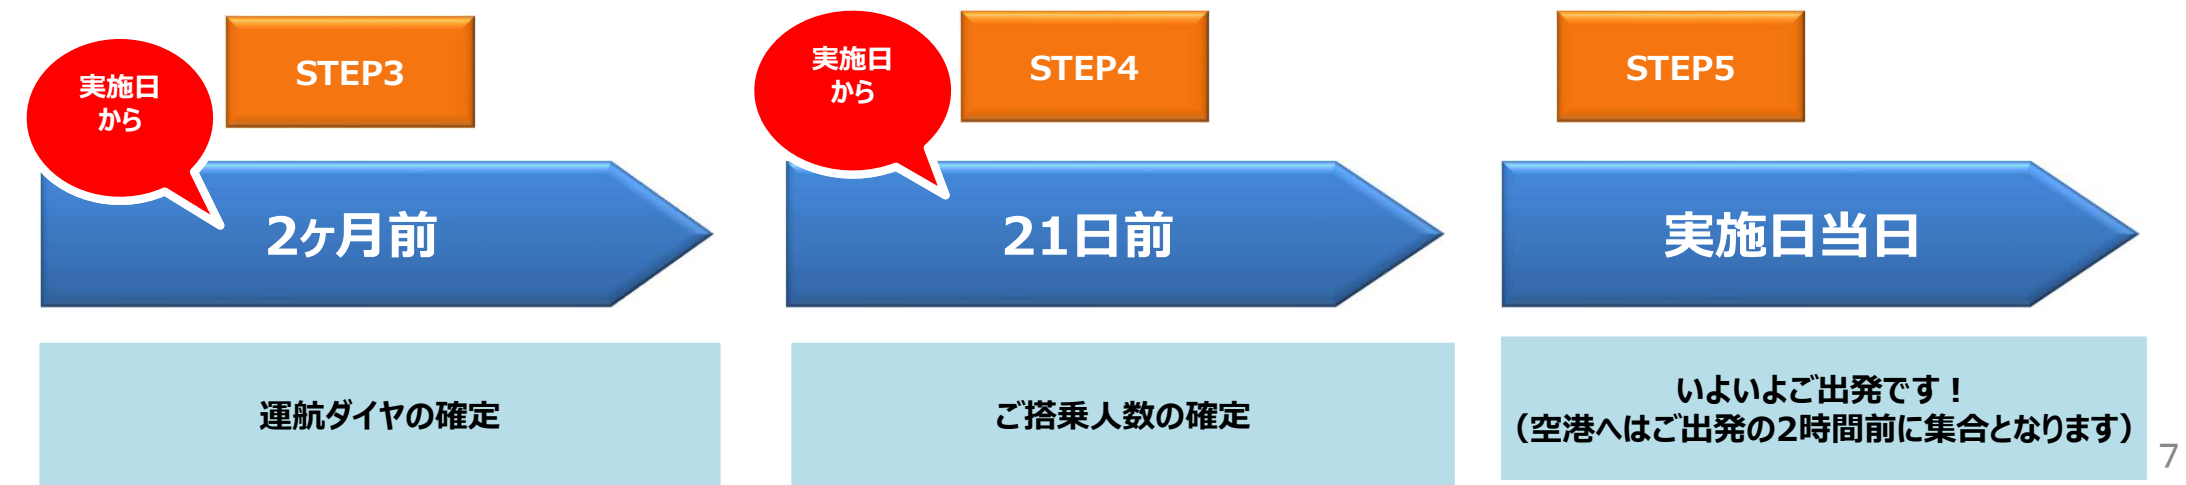 実施日
から
STEP3
2ヶ月前
運航ダイヤの確定
実施日
から
STEP4
21日前
ご搭乗人数の確定
STEP5
実施日当日
いよいよご出発です！
（空港へはご出発の2時間前に集合となります）
7